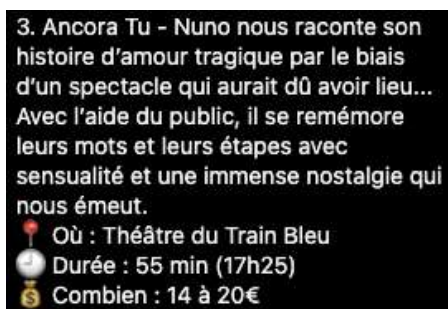 3. Ancora Tu - Nuno nous raconte son
histoire d’amour tragique par le biais
d’un spectacle qui aurait dû avoir lieu...
Avec l’aide du public, il se remémore
leurs mots et leurs étapes avec
sensualité et une immense nostalgie qui
nous émeut.
📍 Où : Théâtre du Train Bleu
🕘 Durée : 55 min (17h25)
💰 Combien : 14 à 20€